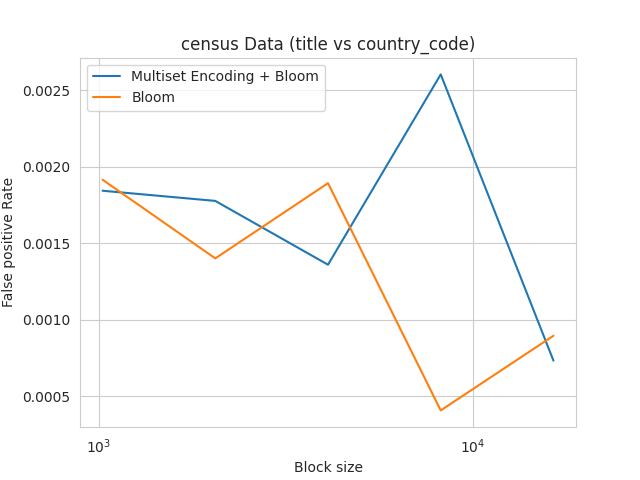 census Data (title vs country_code)
Multiset Encoding + Bloom
Bloom
False positive Rate
0.0025
0.0020
0.0015
0.0010
0.0005
10³
10⁴
Block size